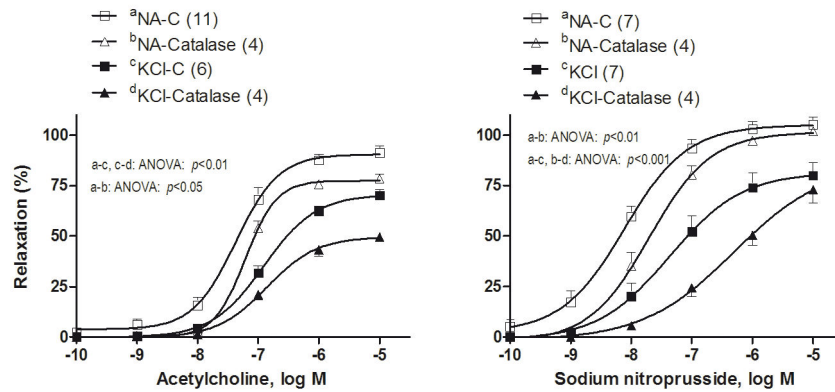 ᵃNA-C (11)
ᵇNA-Catalase (4)
ᶜKCl-C (6)
ᵈKCl-Catalase (4)
Relaxation (%)
100
75
50
25
0
a-c, c-d: ANOVA: p<0.01
a-b: ANOVA: p<0.05
-10 -9 -8 -7 -6 -5
Acetylcholine, log M
ᵃNA-C (7)
ᵇNA-Catalase (4)
ᶜKCl (7)
ᵈKCl-Catalase (4)
100
75
50
25
0
a-b: ANOVA: p<0.01
a-c, b-d: ANOVA: p<0.001
-10 -9 -8 -7 -6 -5
Sodium nitroprusside, log M